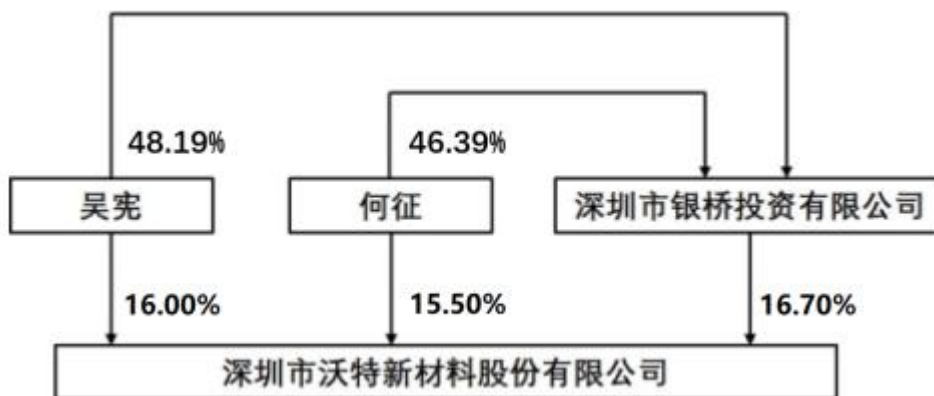 48.19%
46.39%
吴宪
何征
深圳市银桥投资有限公司
16.00%
15.50%
16.70%
深圳市沃特新材料股份有限公司